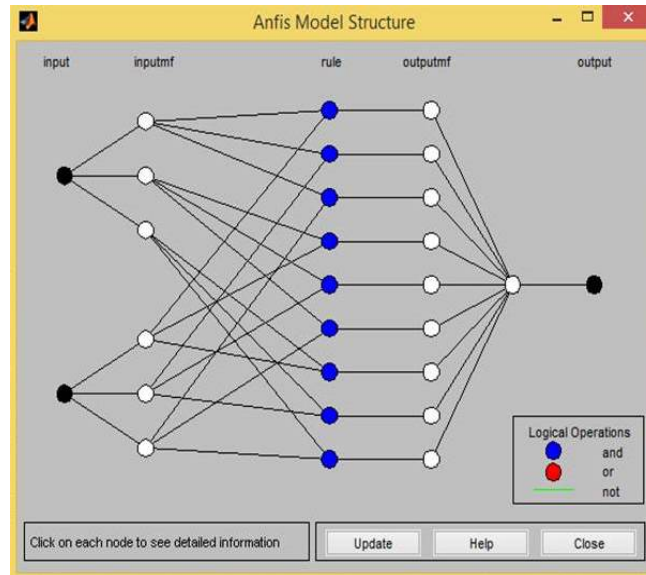 Anfis Model Structure
input inputmf rule outputmf output
Logical Operations
and
or
not
Click on each node to see detailed information Update Help Close